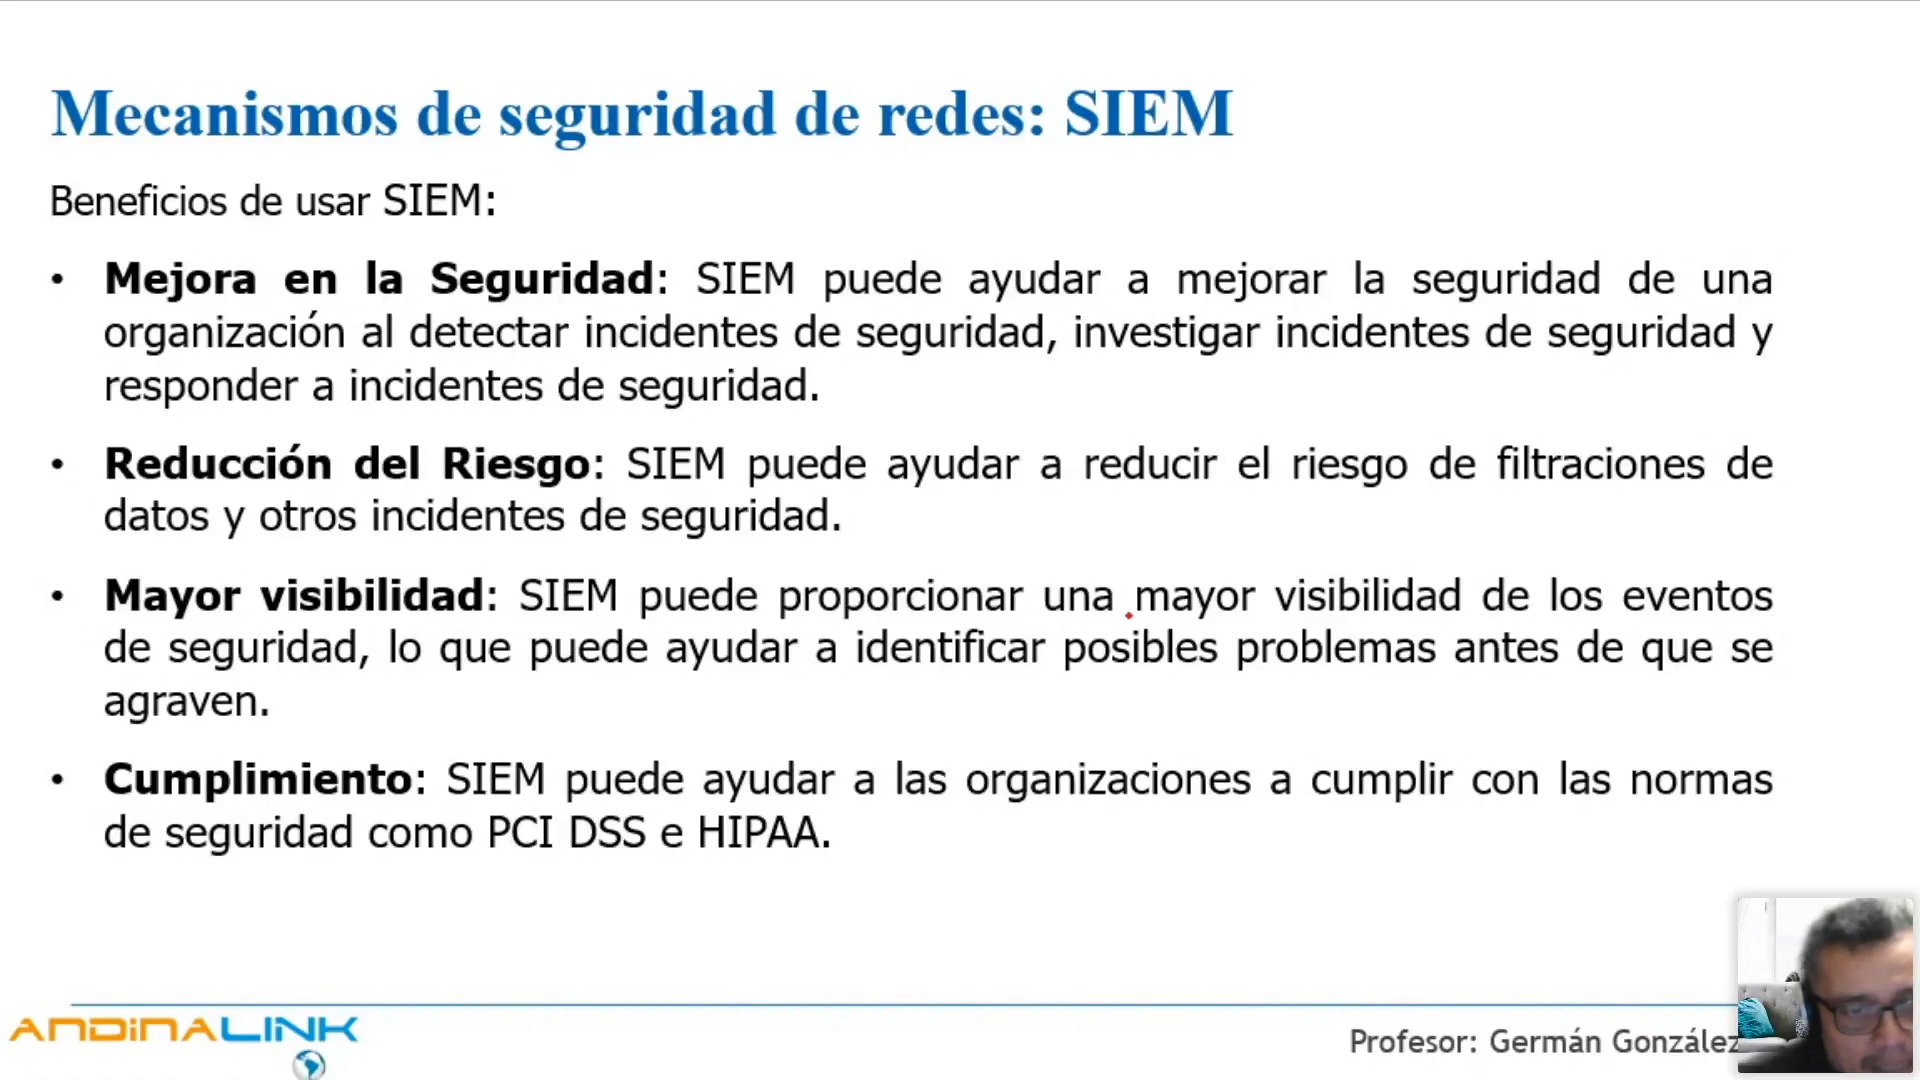 Mecanismos de seguridad de redes: SIEM
Beneficios de usar SIEM:
• Mejora en la Seguridad: SIEM puede ayudar a mejorar la seguridad de una
organización al detectar incidentes de seguridad, investigar incidentes de seguridad y
responder a incidentes de seguridad.
• Reducción del Riesgo: SIEM puede ayudar a reducir el riesgo de filtraciones de
datos y otros incidentes de seguridad.
• Mayor visibilidad: SIEM puede proporcionar una mayor visibilidad de los eventos
de seguridad, lo que puede ayudar a identificar posibles problemas antes de que se
agraven.
• Cumplimiento: SIEM puede ayudar a las organizaciones a cumplir con las normas
de seguridad como PCI DSS e HIPAA.
ANDINALINK
Profesor: Germán González